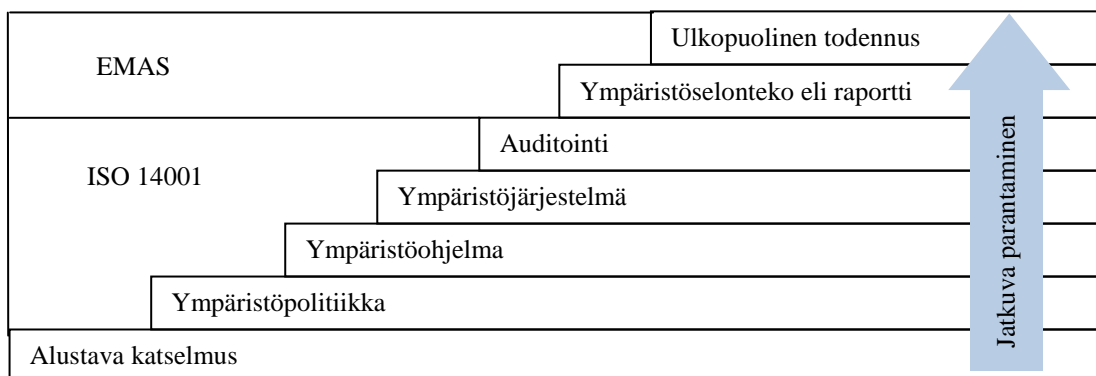 Ulkopuolinen todennus
EMAS
Ympäristöselonteko eli raportti
Auditointi
ISO 14001
Ympäristöjärjestelmä
Ympäristöohjelma
Ympäristöpolitiikka
Alustava katselmus
Jatkuva parantaminen